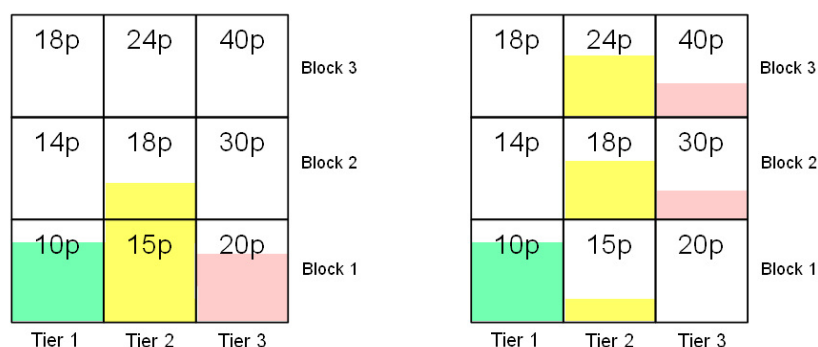 18p 24p 40p Block 3
14p 18p 30p Block 2
10p 15p 20p Block 1
Tier 1 Tier 2 Tier 3
18p 24p 40p Block 3
14p 18p 30p Block 2
10p 15p 20p Block 1
Tier 1 Tier 2 Tier 3